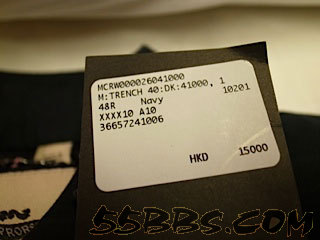 MCRW000026041000
M:TRENCH 40:DK:41000, 1
48R Navy 10201
XXXX10 A10
36657241006
HKD 15000
55BBS.COM